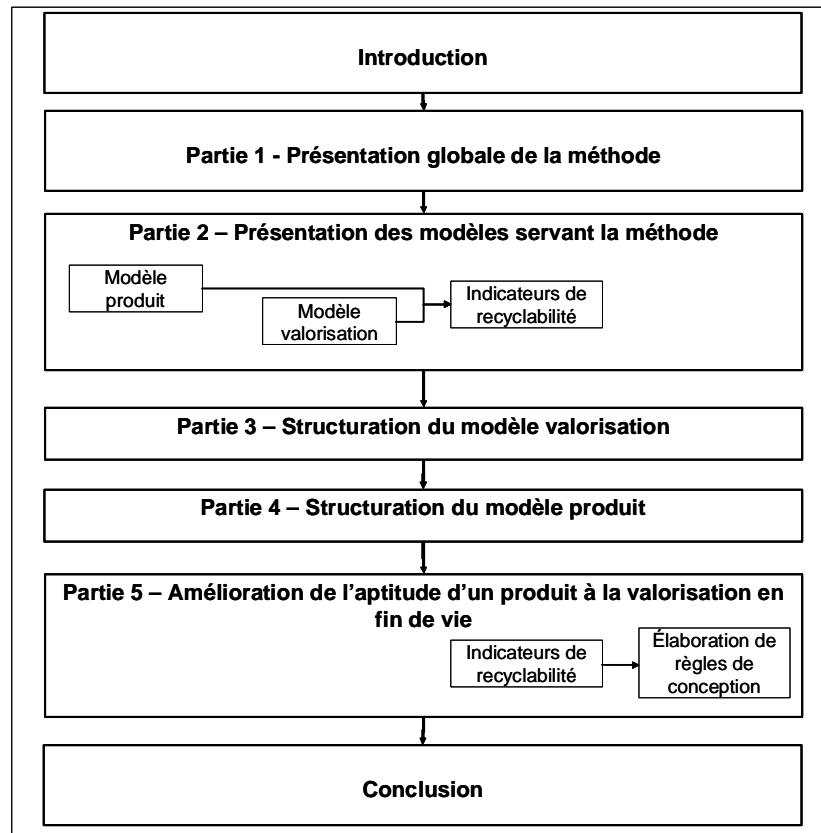 Introduction
Partie 1 - Présentation globale de la méthode
Partie 2 – Présentation des modèles servant la méthode
Modèle
produit
Modèle
valorisation
Indicateurs de
recyclabilité
Partie 3 – Structuration du modèle valorisation
Partie 4 – Structuration du modèle produit
Partie 5 – Amélioration de l'aptitude d'un produit à la valorisation en
fin de vie
Indicateurs de
recyclabilité
Élaboration de
règles de
conception
Conclusion